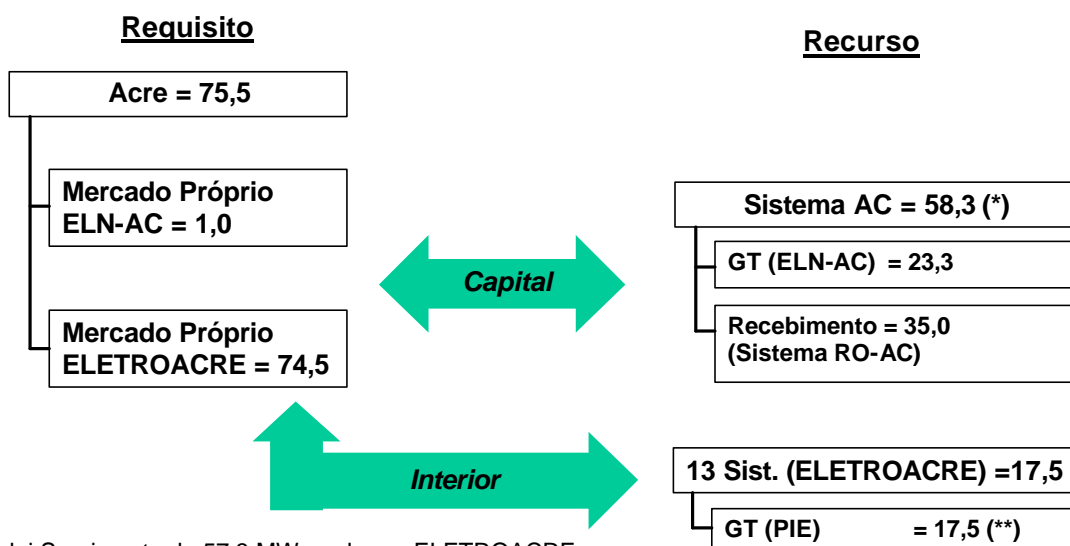 Requisito
Recurso
Acre = 75,5
Mercado Próprio
ELN-AC = 1,0
Sistema AC = 58,3 (*)
GT (ELN-AC) = 23,3
Capital
Mercado Próprio
ELETROACRE = 74,5
Recebimento = 35,0
(Sistema RO-AC)
Interior
13 Sist. (ELETROACRE) =17,5
GT (PIE) = 17,5 (**)